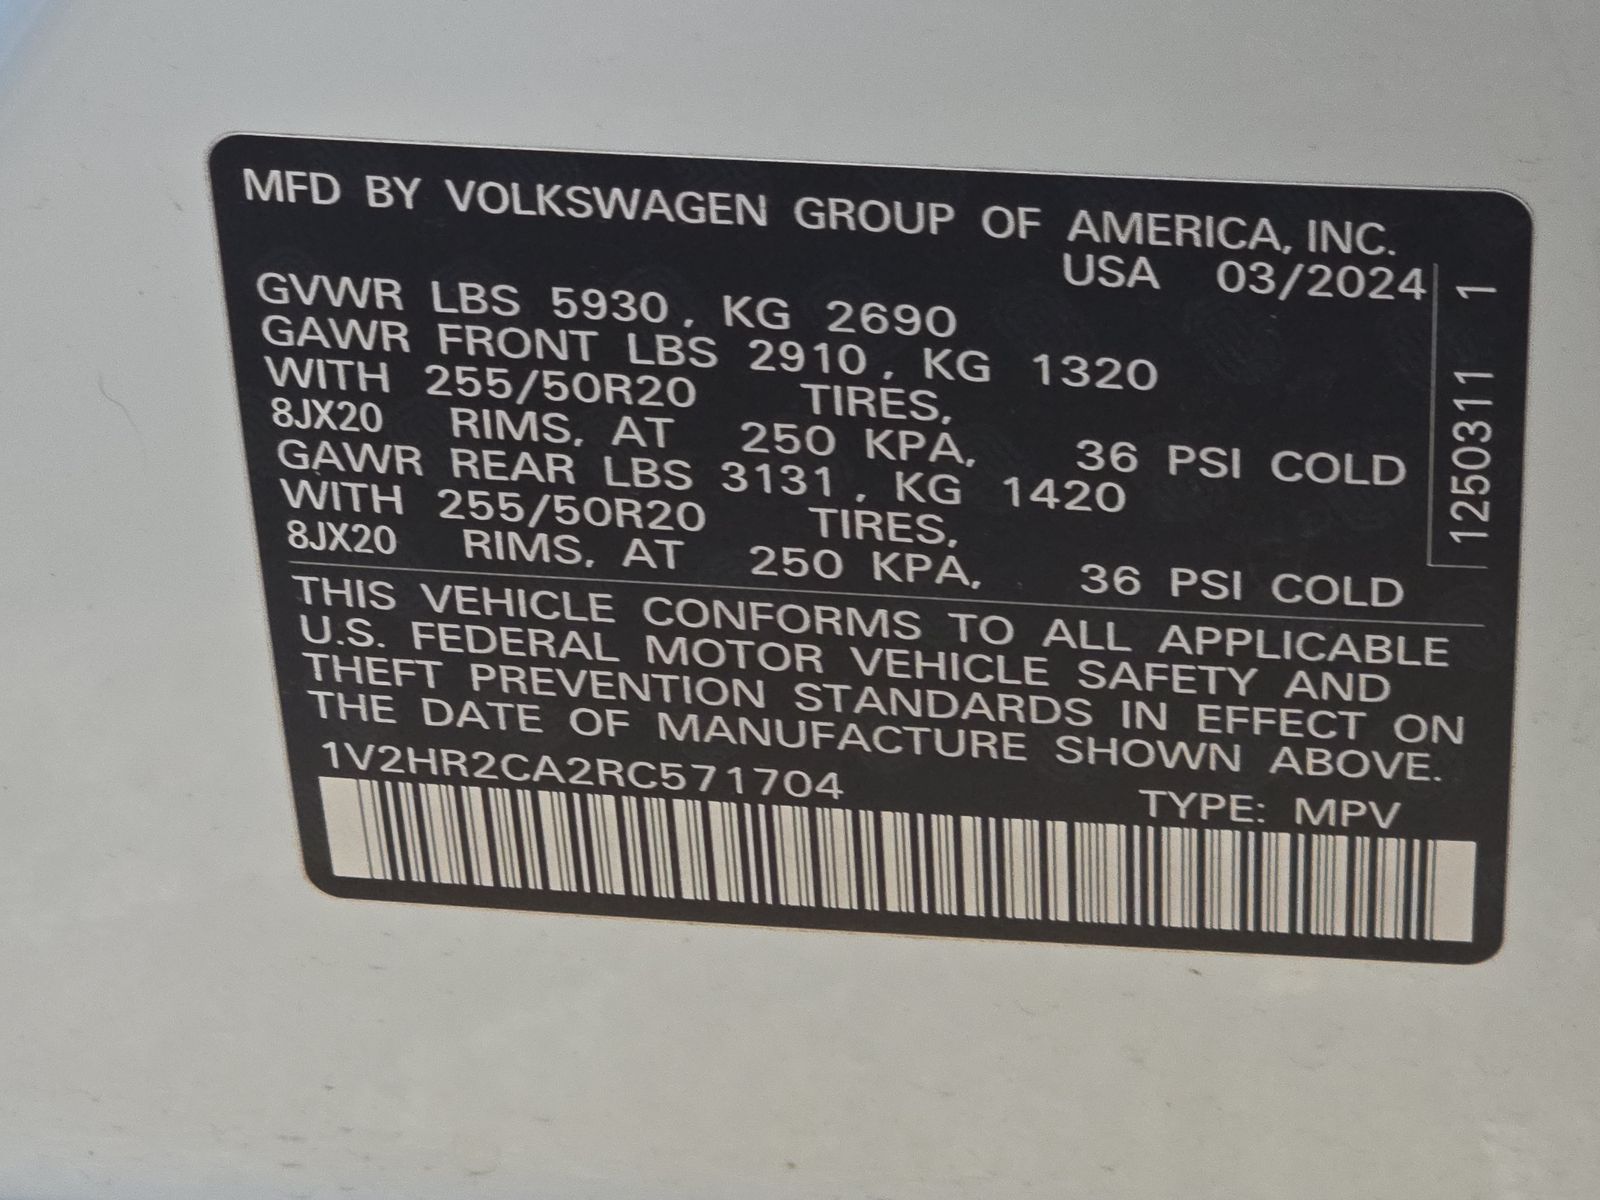 MFD BY VOLKSWAGEN GROUP OF AMERICA, INC.
USA 03/2024
GVWR LBS 5930, KG 2690
GAWR FRONT LBS 2910, KG 1320
WITH 255/50R20 TIRES,
8JX20 RIMS, AT 250 KPA, 36 PSI COLD
GAWR REAR LBS 3131, KG 1420
WITH 255/50R20 TIRES,
8JX20 RIMS, AT 250 KPA, 36 PSI COLD
1250311 1
THIS VEHICLE CONFORMS TO ALL APPLICABLE
U.S. FEDERAL MOTOR VEHICLE SAFETY AND
THEFT PREVENTION STANDARDS IN EFFECT ON
THE DATE OF MANUFACTURE SHOWN ABOVE.
1V2HR2CA2RC571704
TYPE: MPV